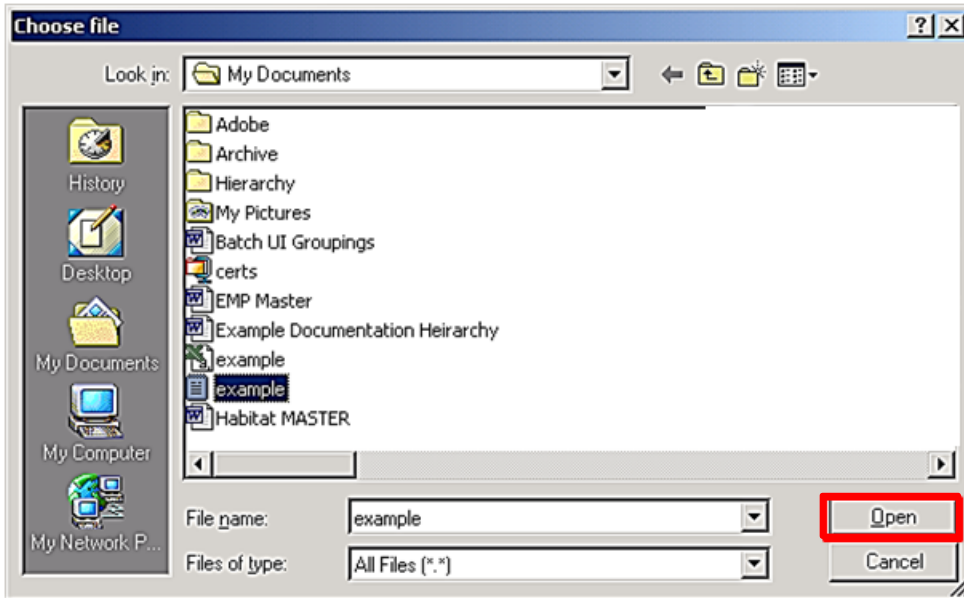 Choose file
Look in: My Documents
History
Desktop
My Documents
My Computer
My Network P...
Adobe
Archive
Hierarchy
My Pictures
Batch UI Groupings
certs
EMP Master
Example Documentation Heirarchy
example
example
Habitat MASTER
File name: example Open
Files of type: All Files (*.*) Cancel